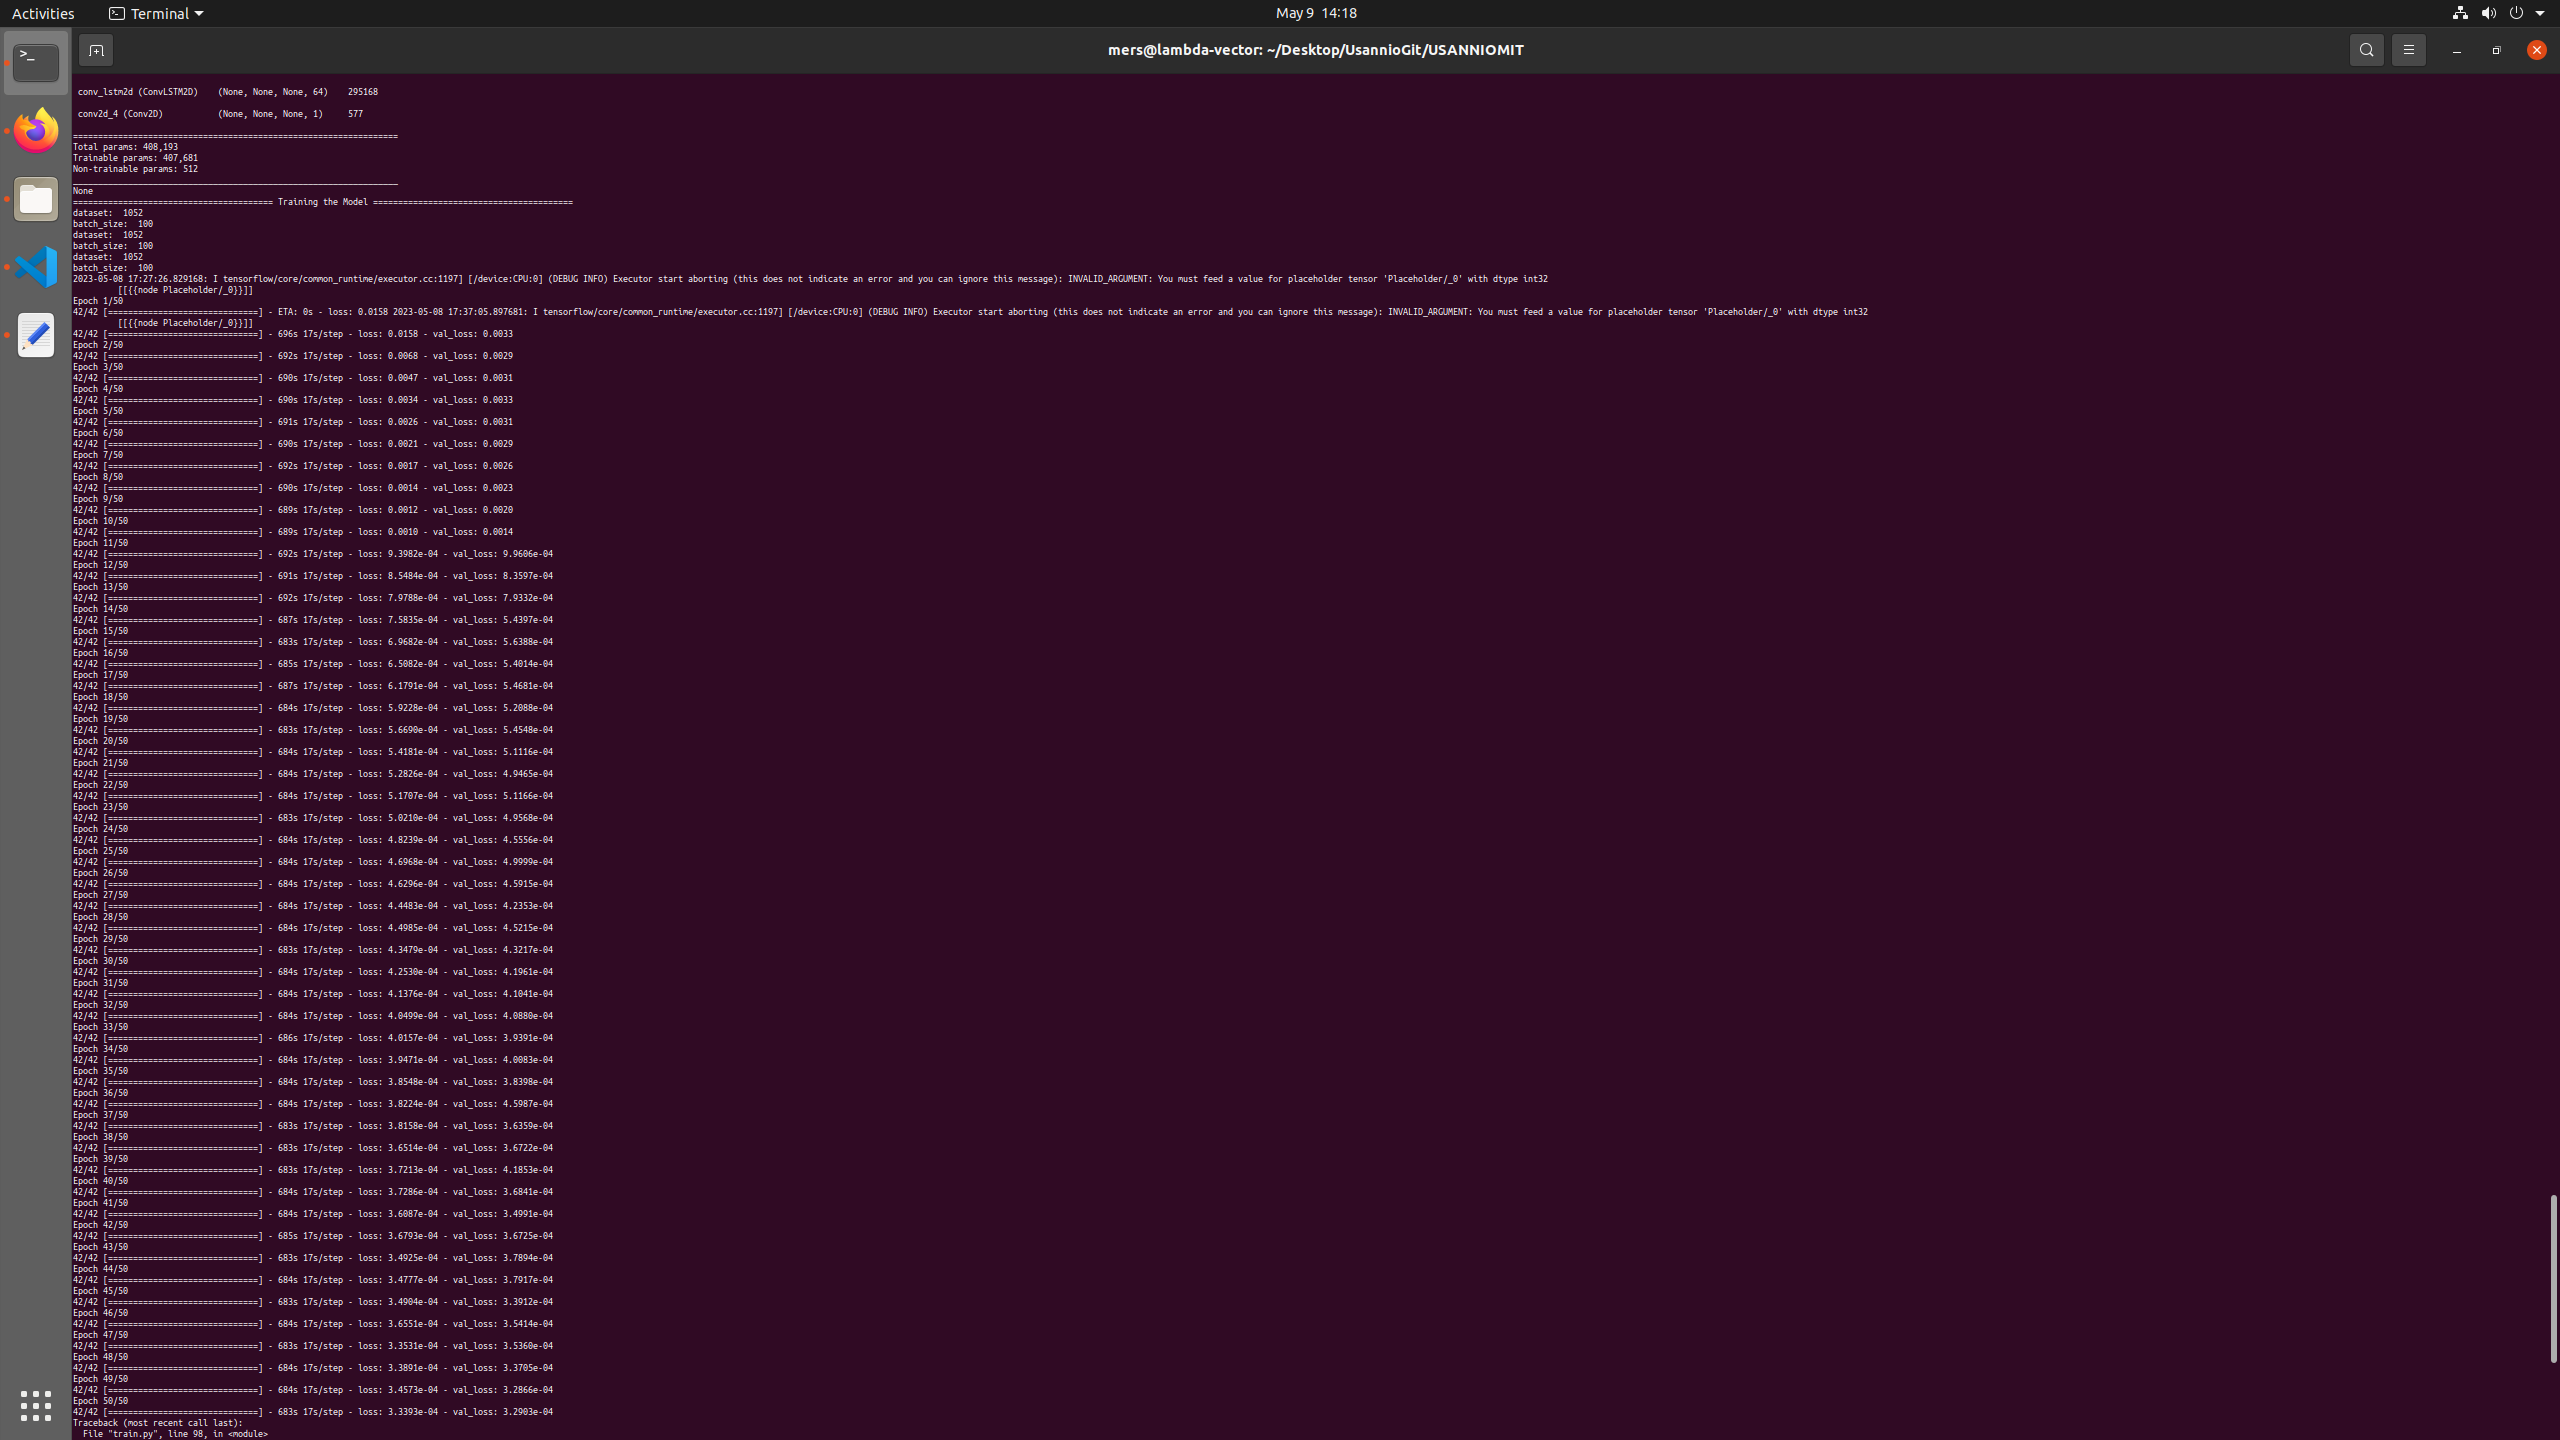 Activities
Terminal
May 9 14:18
mers@lambda-vector: ~/Desktop/UsannioGit/USANNIOMIT
conv_lstm2d (ConvLSTM2D) (None, None, None, 64) 295168
conv2d_4 (Conv2D) (None, None, None, 1) 577
=================================================================
Total params: 408,193
Trainable params: 407,681
Non-trainable params: 512
_________________________________________________________________
None
======================================== Training the Model ========================================
dataset: 1052
batch_size: 100
dataset: 1052
batch_size: 100
dataset: 1052
batch_size: 100
2023-05-08 17:27:26.829168: I tensorflow/core/common_runtime/executor.cc:1197] [/device:CPU:0] (DEBUG INFO) Executor start aborting (this does not indicate an error and you can ignore this message): INVALID_ARGUMENT: You must feed a value for placeholder tensor 'Placeholder/_0' with dtype int32
[[{{node Placeholder/_0}}]]
Epoch 1/50
42/42 [==============================] - ETA: 0s - loss: 0.0158 2023-05-08 17:37:05.897681: I tensorflow/core/common_runtime/executor.cc:1197] [/device:CPU:0] (DEBUG INFO) Executor start aborting (this does not indicate an error and you can ignore this message): INVALID_ARGUMENT: You must feed a value for placeholder tensor 'Placeholder/_0' with dtype int32
[[{{node Placeholder/_0}}]]
42/42 [==============================] - 696s 17s/step - loss: 0.0158 - val_loss: 0.0033
Epoch 2/50
42/42 [==============================] - 692s 17s/step - loss: 0.0068 - val_loss: 0.0029
Epoch 3/50
42/42 [==============================] - 690s 17s/step - loss: 0.0047 - val_loss: 0.0031
Epoch 4/50
42/42 [==============================] - 690s 17s/step - loss: 0.0034 - val_loss: 0.0033
Epoch 5/50
42/42 [==============================] - 691s 17s/step - loss: 0.0026 - val_loss: 0.0031
Epoch 6/50
42/42 [==============================] - 690s 17s/step - loss: 0.0021 - val_loss: 0.0029
Epoch 7/50
42/42 [==============================] - 692s 17s/step - loss: 0.0017 - val_loss: 0.0026
Epoch 8/50
42/42 [==============================] - 690s 17s/step - loss: 0.0014 - val_loss: 0.0023
Epoch 9/50
42/42 [==============================] - 689s 17s/step - loss: 0.0012 - val_loss: 0.0020
Epoch 10/50
42/42 [==============================] - 689s 17s/step - loss: 0.0010 - val_loss: 0.0014
Epoch 11/50
42/42 [==============================] - 692s 17s/step - loss: 9.3982e-04 - val_loss: 9.9606e-04
Epoch 12/50
42/42 [==============================] - 691s 17s/step - loss: 8.5484e-04 - val_loss: 8.3597e-04
Epoch 13/50
42/42 [==============================] - 692s 17s/step - loss: 7.9788e-04 - val_loss: 7.9332e-04
Epoch 14/50
42/42 [==============================] - 687s 17s/step - loss: 7.5835e-04 - val_loss: 5.4397e-04
Epoch 15/50
42/42 [==============================] - 683s 17s/step - loss: 6.9682e-04 - val_loss: 5.6388e-04
Epoch 16/50
42/42 [==============================] - 685s 17s/step - loss: 6.5082e-04 - val_loss: 5.4014e-04
Epoch 17/50
42/42 [==============================] - 687s 17s/step - loss: 6.1791e-04 - val_loss: 5.4681e-04
Epoch 18/50
42/42 [==============================] - 684s 17s/step - loss: 5.9228e-04 - val_loss: 5.2088e-04
Epoch 19/50
42/42 [==============================] - 683s 17s/step - loss: 5.6690e-04 - val_loss: 5.4548e-04
Epoch 20/50
42/42 [==============================] - 684s 17s/step - loss: 5.4181e-04 - val_loss: 5.1116e-04
Epoch 21/50
42/42 [==============================] - 684s 17s/step - loss: 5.2826e-04 - val_loss: 4.9465e-04
Epoch 22/50
42/42 [==============================] - 684s 17s/step - loss: 5.1707e-04 - val_loss: 5.1166e-04
Epoch 23/50
42/42 [==============================] - 683s 17s/step - loss: 5.0210e-04 - val_loss: 4.9568e-04
Epoch 24/50
42/42 [==============================] - 684s 17s/step - loss: 4.8239e-04 - val_loss: 4.5556e-04
Epoch 25/50
42/42 [==============================] - 684s 17s/step - loss: 4.6968e-04 - val_loss: 4.9999e-04
Epoch 26/50
42/42 [==============================] - 684s 17s/step - loss: 4.6296e-04 - val_loss: 4.5915e-04
Epoch 27/50
42/42 [==============================] - 684s 17s/step - loss: 4.4483e-04 - val_loss: 4.2353e-04
Epoch 28/50
42/42 [==============================] - 684s 17s/step - loss: 4.4985e-04 - val_loss: 4.5215e-04
Epoch 29/50
42/42 [==============================] - 683s 17s/step - loss: 4.3479e-04 - val_loss: 4.3217e-04
Epoch 30/50
42/42 [==============================] - 684s 17s/step - loss: 4.2530e-04 - val_loss: 4.1961e-04
Epoch 31/50
42/42 [==============================] - 684s 17s/step - loss: 4.1376e-04 - val_loss: 4.1041e-04
Epoch 32/50
42/42 [==============================] - 684s 17s/step - loss: 4.0499e-04 - val_loss: 4.0880e-04
Epoch 33/50
42/42 [==============================] - 686s 17s/step - loss: 4.0157e-04 - val_loss: 3.9391e-04
Epoch 34/50
42/42 [==============================] - 684s 17s/step - loss: 3.9471e-04 - val_loss: 4.0083e-04
Epoch 35/50
42/42 [==============================] - 684s 17s/step - loss: 3.8548e-04 - val_loss: 3.8398e-04
Epoch 36/50
42/42 [==============================] - 684s 17s/step - loss: 3.8224e-04 - val_loss: 4.5987e-04
Epoch 37/50
42/42 [==============================] - 683s 17s/step - loss: 3.8158e-04 - val_loss: 3.6359e-04
Epoch 38/50
42/42 [==============================] - 683s 17s/step - loss: 3.6514e-04 - val_loss: 3.6722e-04
Epoch 39/50
42/42 [==============================] - 683s 17s/step - loss: 3.7213e-04 - val_loss: 4.1853e-04
Epoch 40/50
42/42 [==============================] - 684s 17s/step - loss: 3.7286e-04 - val_loss: 3.6841e-04
Epoch 41/50
42/42 [==============================] - 684s 17s/step - loss: 3.6087e-04 - val_loss: 3.4991e-04
Epoch 42/50
42/42 [==============================] - 685s 17s/step - loss: 3.6793e-04 - val_loss: 3.6725e-04
Epoch 43/50
42/42 [==============================] - 683s 17s/step - loss: 3.4925e-04 - val_loss: 3.7894e-04
Epoch 44/50
42/42 [==============================] - 684s 17s/step - loss: 3.4777e-04 - val_loss: 3.7917e-04
Epoch 45/50
42/42 [==============================] - 683s 17s/step - loss: 3.4904e-04 - val_loss: 3.3912e-04
Epoch 46/50
42/42 [==============================] - 684s 17s/step - loss: 3.6551e-04 - val_loss: 3.5414e-04
Epoch 47/50
42/42 [==============================] - 683s 17s/step - loss: 3.3531e-04 - val_loss: 3.5360e-04
Epoch 48/50
42/42 [==============================] - 684s 17s/step - loss: 3.3891e-04 - val_loss: 3.3705e-04
Epoch 49/50
42/42 [==============================] - 684s 17s/step - loss: 3.4573e-04 - val_loss: 3.2866e-04
Epoch 50/50
42/42 [==============================] - 683s 17s/step - loss: 3.3393e-04 - val_loss: 3.2903e-04
Traceback (most recent call last):
File "train.py", line 98, in <module>